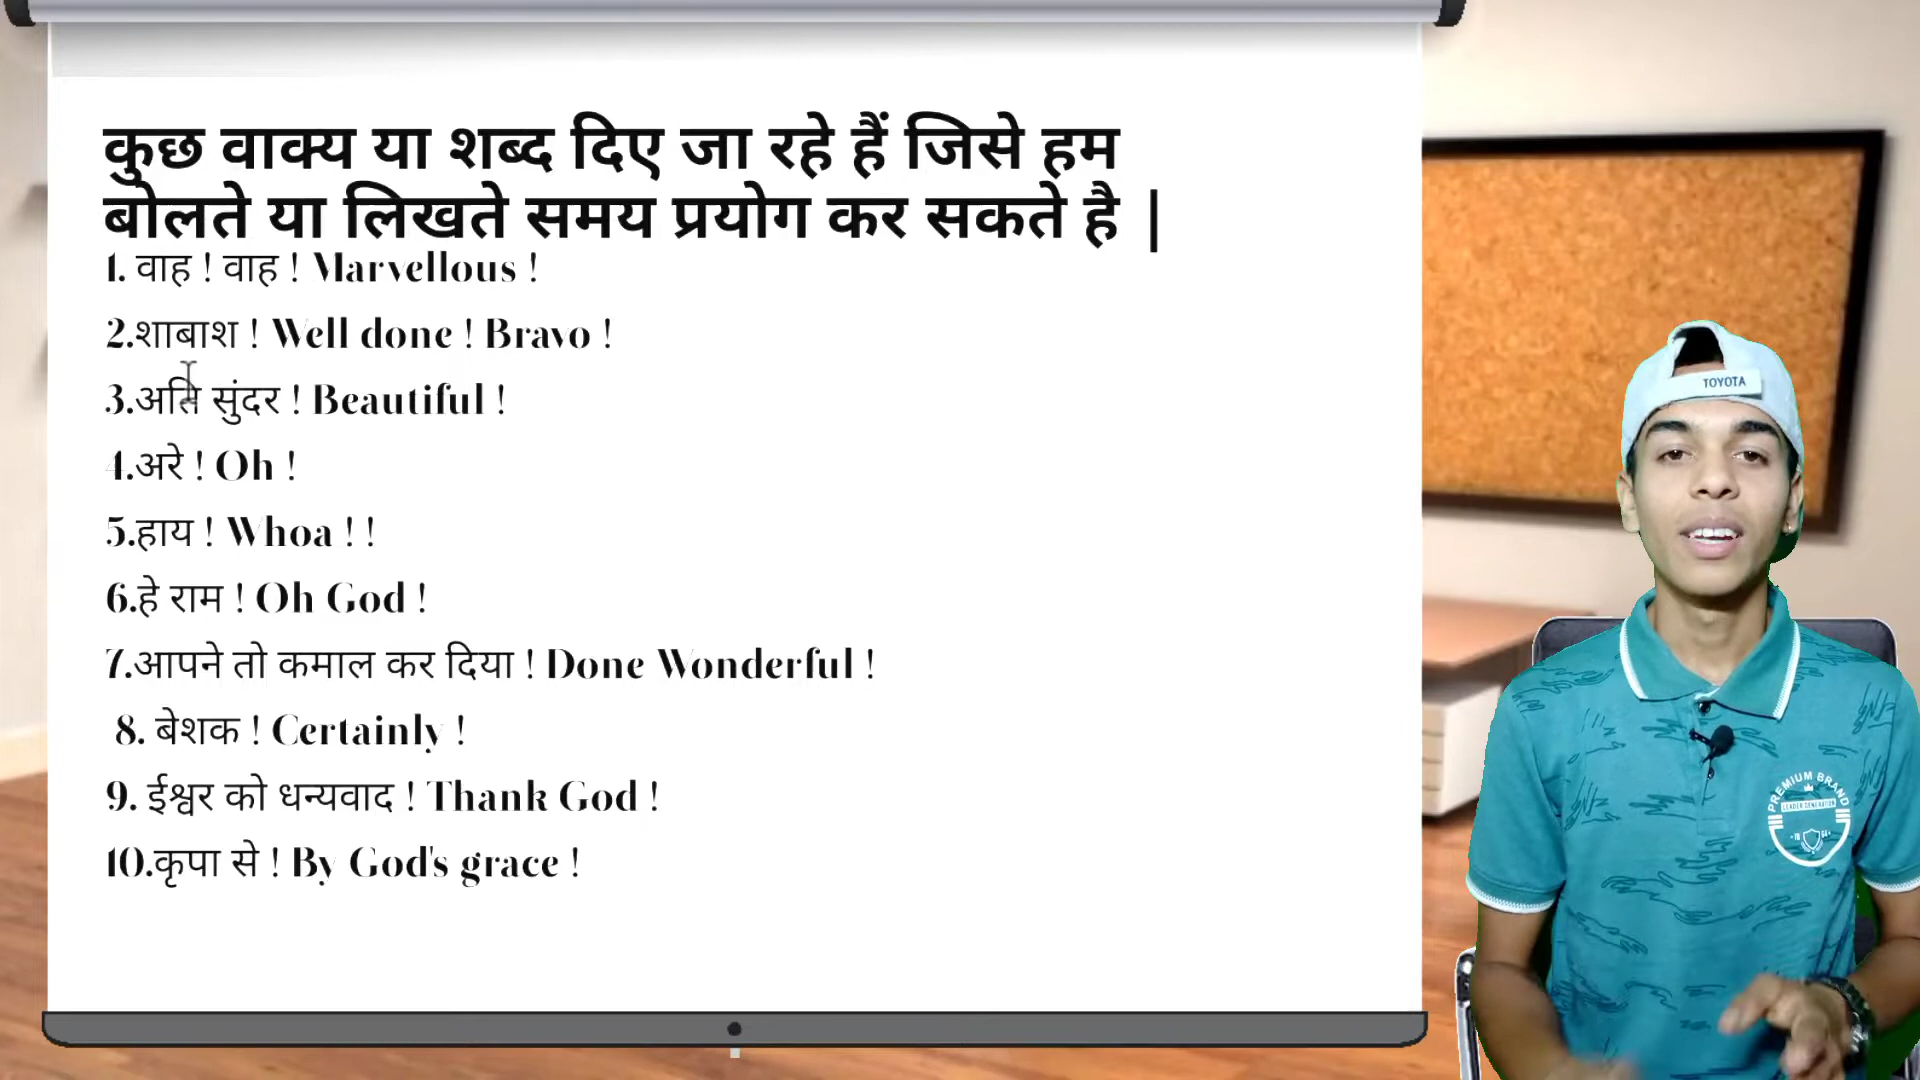 कुछ वाक्य या शब्द दिए जा रहे हैं जिसे हम
बोलते या लिखते समय प्रयोग कर सकते है |
1. वाह ! वाह ! Marvellous !
2.शाबाश ! Well done ! Bravo !
3.अति सुंदर ! Beautiful !
4.अरे ! Oh !
5.हाय ! Whoa ! !
6.हे राम ! Oh God !
7.आपने तो कमाल कर दिया ! Done Wonderful !
8. बेशक ! Certainly !
9. ईश्वर को धन्यवाद ! Thank God !
10.कृपा से ! By God's grace !
TOYOTA
PREMIUM BRAND
LEADER GENERATION